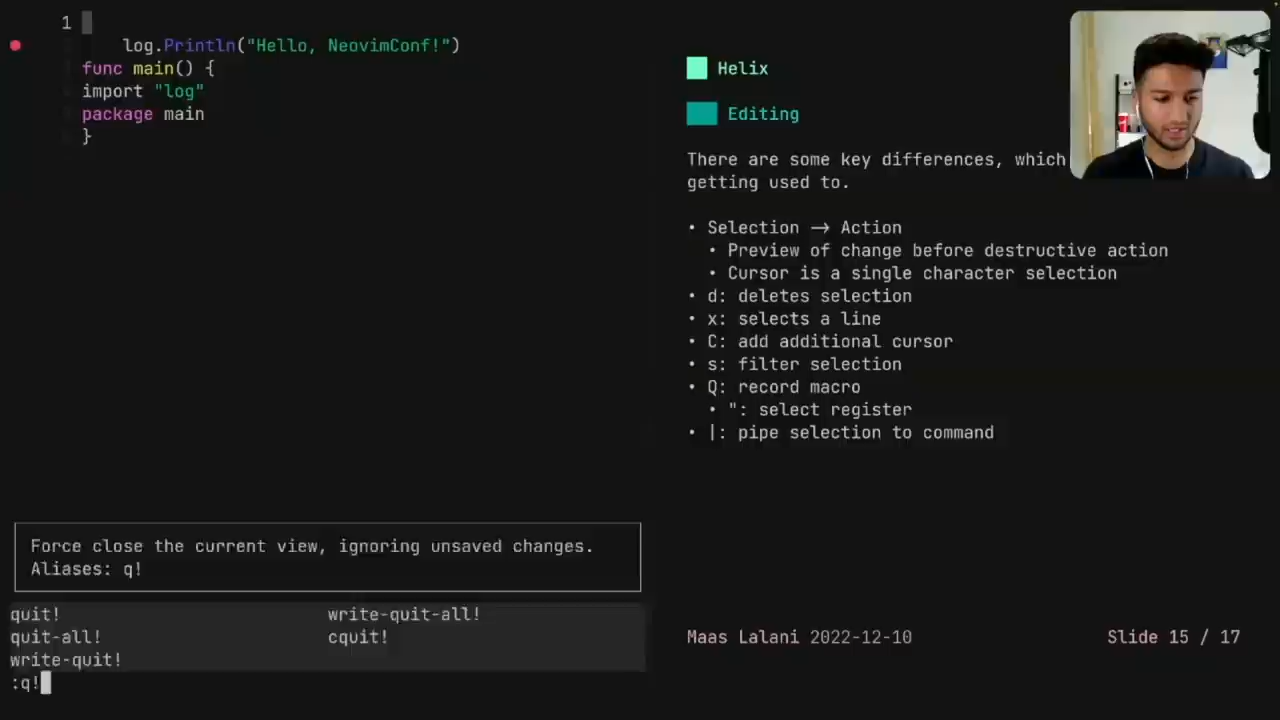 1
log.Println("Hello, NeovimConf!")
func main() {
import "log"
package main
}
Force close the current view, ignoring unsaved changes.
Aliases: q!
quit! write-quit-all!
quit-all! cquit!
write-quit!
:q!
Helix
Editing
There are some key differences, which
getting used to.
• Selection → Action
• Preview of change before destructive action
• Cursor is a single character selection
• d: deletes selection
• x: selects a line
• C: add additional cursor
• s: filter selection
• Q: record macro
• ": select register
• |: pipe selection to command
Maas Lalani 2022-12-10 Slide 15 / 17